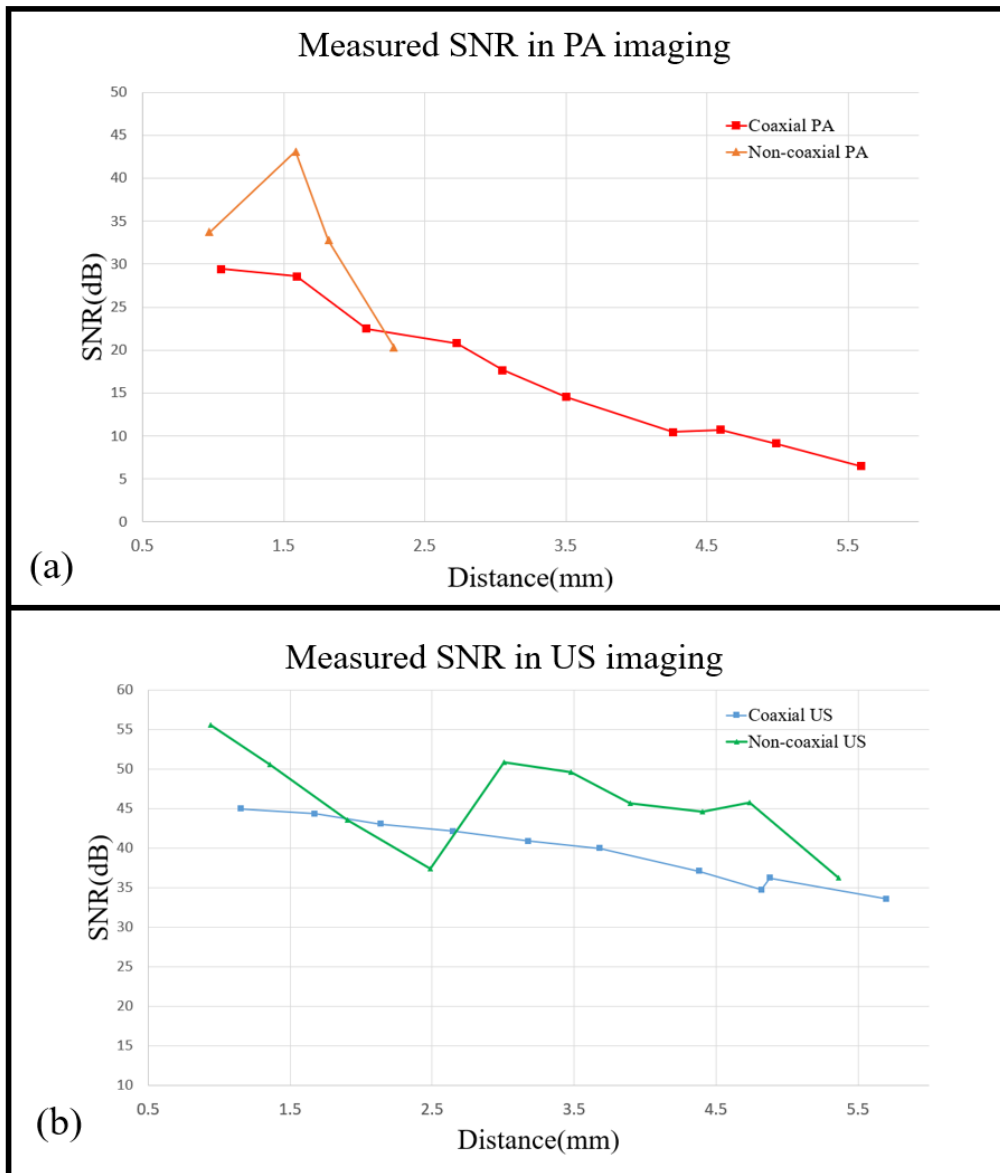 Measured SNR in PA imaging
50
45
40
35
30
25
20
15
10
5
0
SNR(dB)
Coaxial PA
Non-coaxial PA
0.5 1.5 2.5 3.5 4.5 5.5
Distance(mm)
(a)
Measured SNR in US imaging
60
55
50
45
40
35
30
25
20
15
10
SNR(dB)
Coaxial US
Non-coaxial US
0.5 1.5 2.5 3.5 4.5 5.5
Distance(mm)
(b)